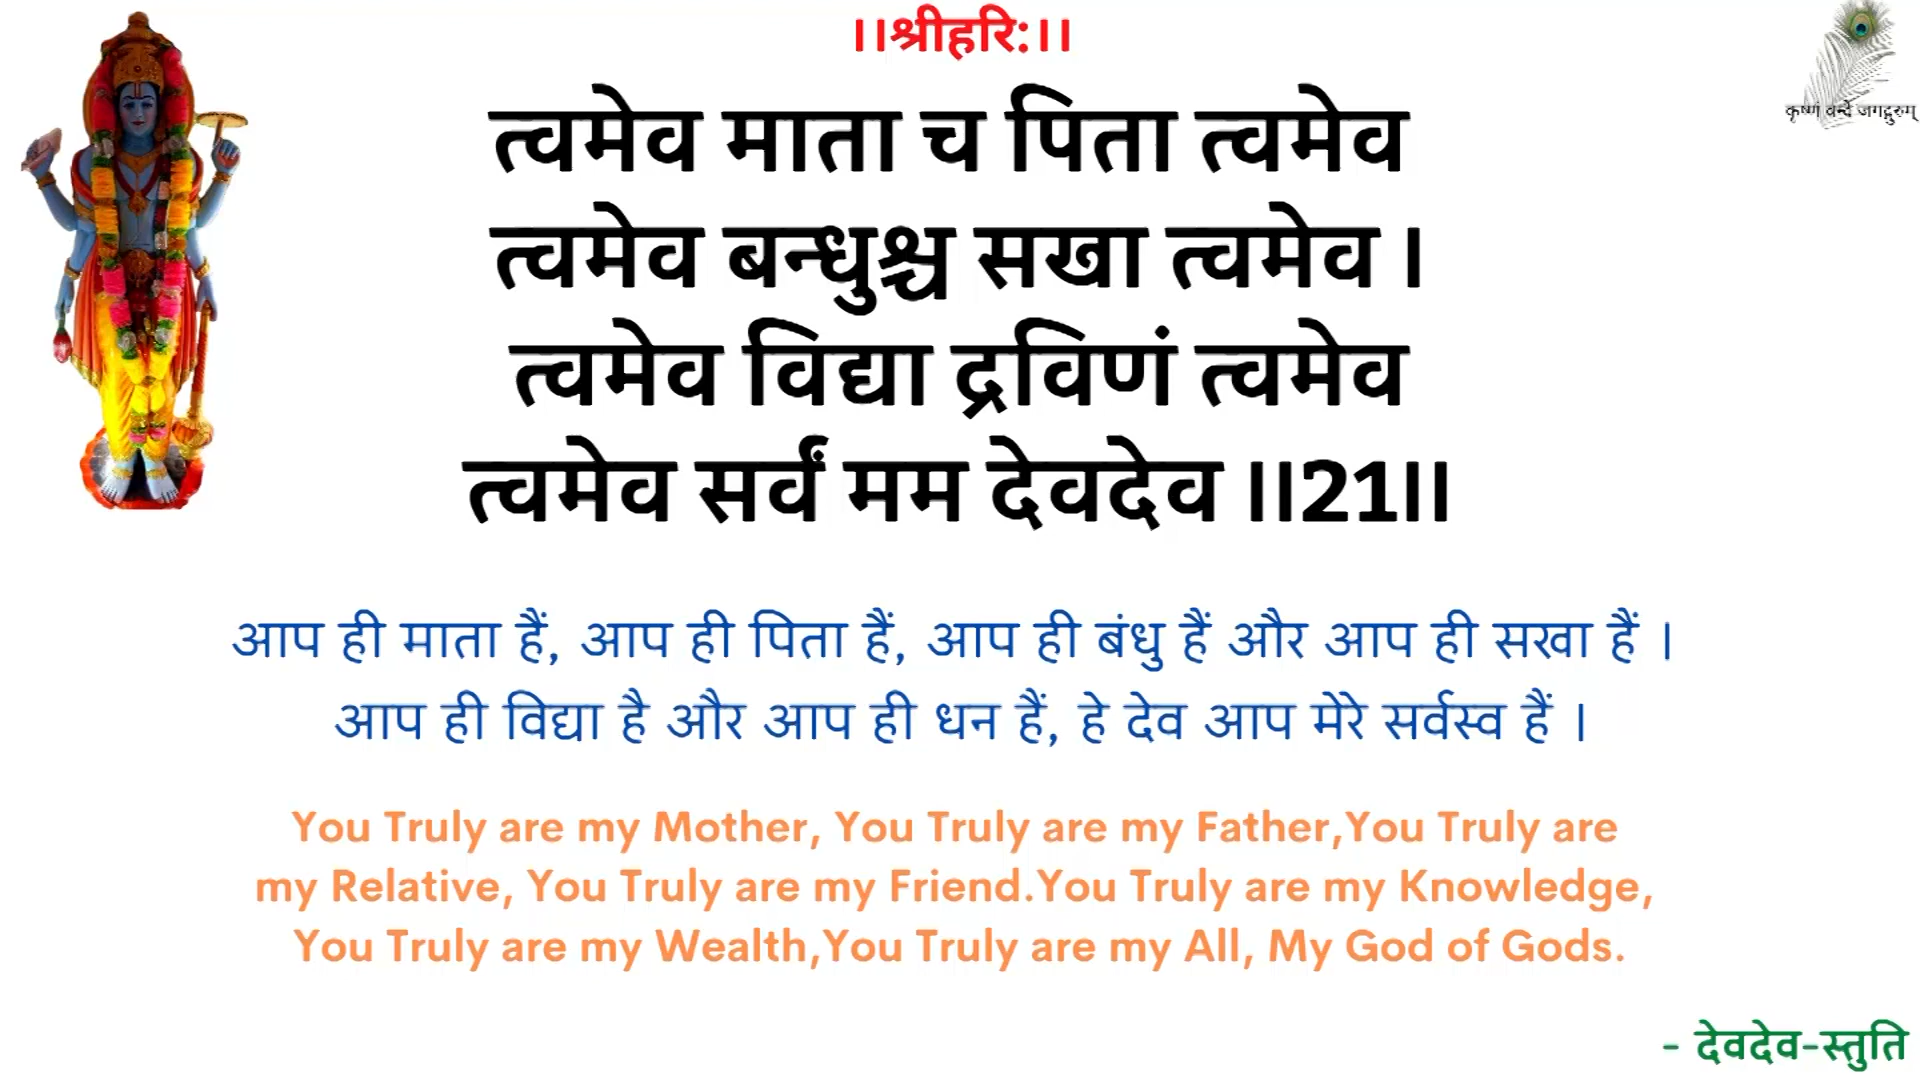 ।।श्रीहरि:।।
कृष्णं वन्दे जगद्गुरुम्
त्वमेव माता च पिता त्वमेव
त्वमेव बन्धुश्च सखा त्वमेव ।
त्वमेव विद्या द्रविणं त्वमेव
त्वमेव सर्वं मम देवदेव ।।21।।
आप ही माता हैं, आप ही पिता हैं, आप ही बंधु हैं और आप ही सखा हैं ।
आप ही विद्या है और आप ही धन हैं, हे देव आप मेरे सर्वस्व हैं ।
You Truly are my Mother, You Truly are my Father,You Truly are
my Relative, You Truly are my Friend.You Truly are my Knowledge,
You Truly are my Wealth,You Truly are my All, My God of Gods.
- देवदेव-स्तुति